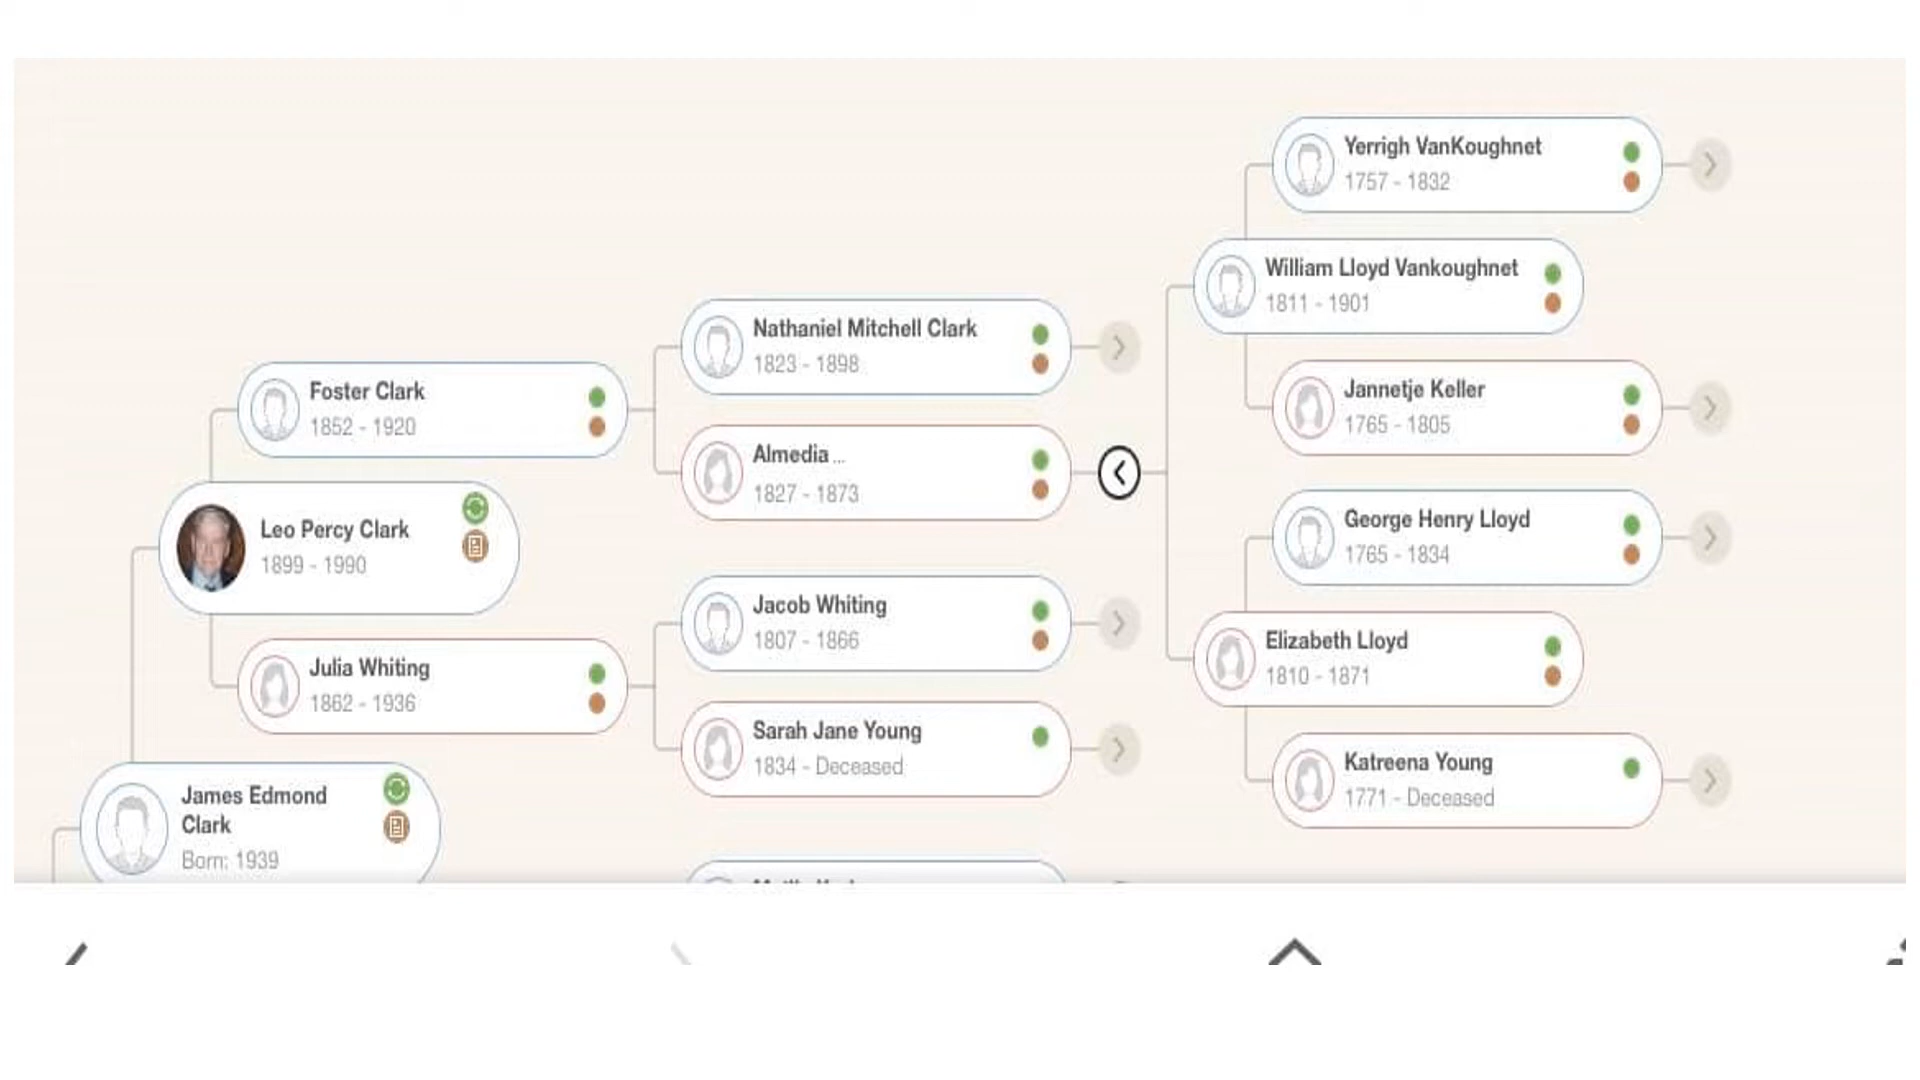 Yerrigh VanKoughnet
1757 - 1832
William Lloyd Vankoughnet
1811 - 1901
Jannetje Keller
1765 - 1805
Nathaniel Mitchell Clark
1823 - 1898
Foster Clark
1852 - 1920
Almedia ...
1827 - 1873
Leo Percy Clark
1899 - 1990
George Henry Lloyd
1765 - 1834
Jacob Whiting
1807 - 1866
Elizabeth Lloyd
1810 - 1871
Julia Whiting
1862 - 1936
Sarah Jane Young
1834 - Deceased
Katreena Young
1771 - Deceased
James Edmond
Clark
Born: 1939